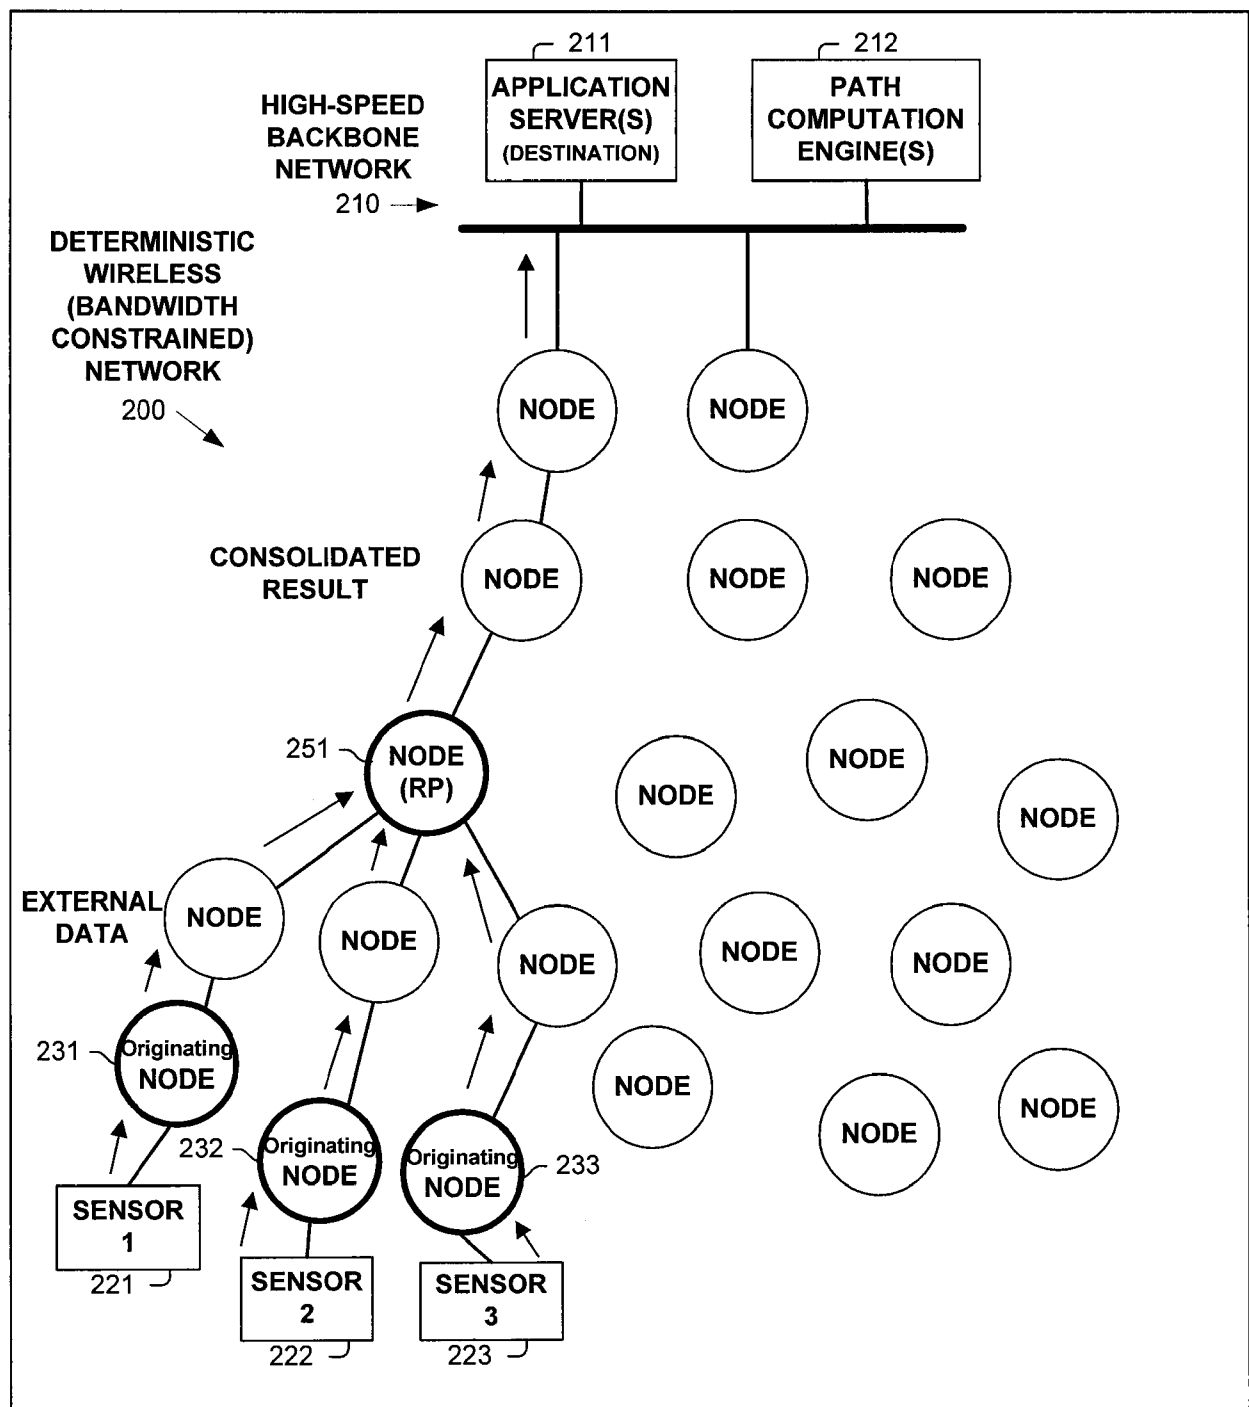 211
212
APPLICATION
SERVER(S)
(DESTINATION)
PATH
COMPUTATION
ENGINE(S)
HIGH-SPEED
BACKBONE
NETWORK
210
DETERMINISTIC
WIRELESS
(BANDWIDTH
CONSTRAINED)
NETWORK
200
NODE
NODE
CONSOLIDATED
RESULT
NODE
NODE
NODE
251
NODE
(RP)
NODE
NODE
NODE
EXTERNAL
DATA
NODE
NODE
NODE
NODE
NODE
231
Originating
NODE
NODE
NODE
NODE
232
Originating
NODE
Originating
NODE
233
SENSOR
1
221
SENSOR
2
222
SENSOR
3
223